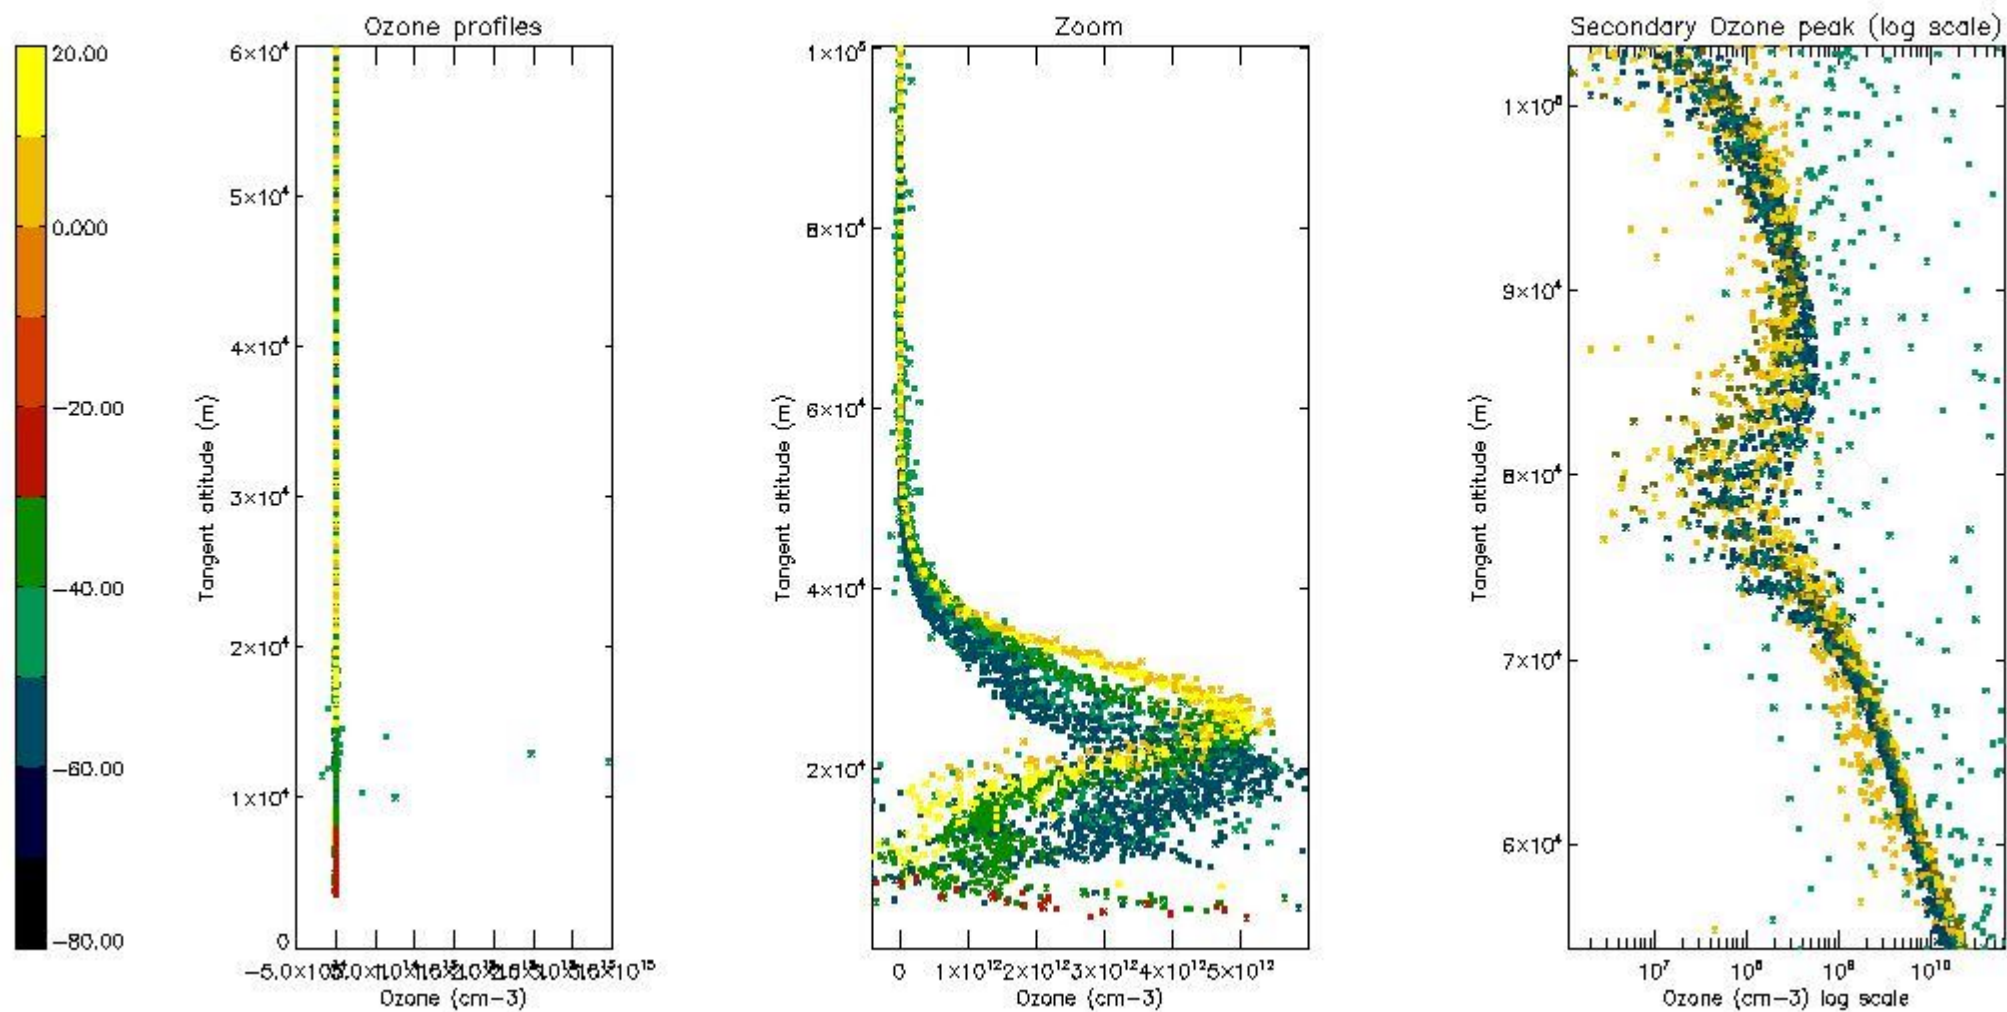 Ozone profiles
Zoom
Secondary Ozone peak (log scale)
20.00
0.000
−20.00
−40.00
−60.00
−80.00
6×10⁴
5×10⁴
4×10⁴
3×10⁴
2×10⁴
1×10⁴
0
Tangent altitude (m)
Ozone (cm−3)
1×10⁵
8×10⁴
6×10⁴
4×10⁴
2×10⁴
Tangent altitude (m)
0 1×10¹² 2×10¹² 3×10¹² 4×10¹² 5×10¹²
Ozone (cm−3)
1×10⁵
9×10⁴
8×10⁴
7×10⁴
6×10⁴
Tangent altitude (m)
10⁷ 10⁸ 10⁹ 10¹⁰
Ozone (cm−3) log scale